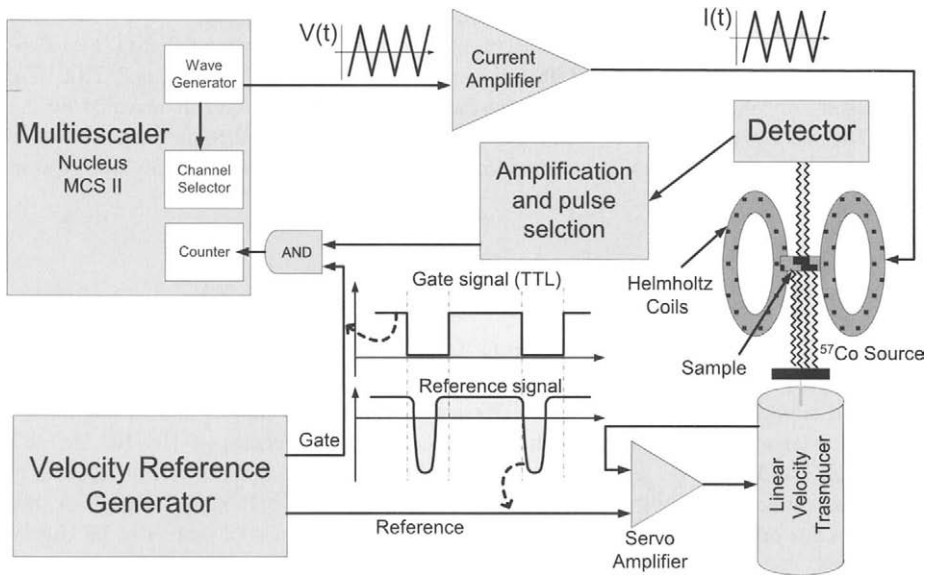 V(t)
I(t)
Wave
Generator
Current
Amplifier
Multiescaler
Nucleus
MCS II
Channel
Selector
Detector
Amplification
and pulse
selction
Counter
AND
Helmholtz
Coils
Gate signal (TTL)
Sample
57Co Source
Reference signal
Gate
Velocity Reference
Generator
Reference
Servo
Amplifier
Linear
Velocity
Trasnducer